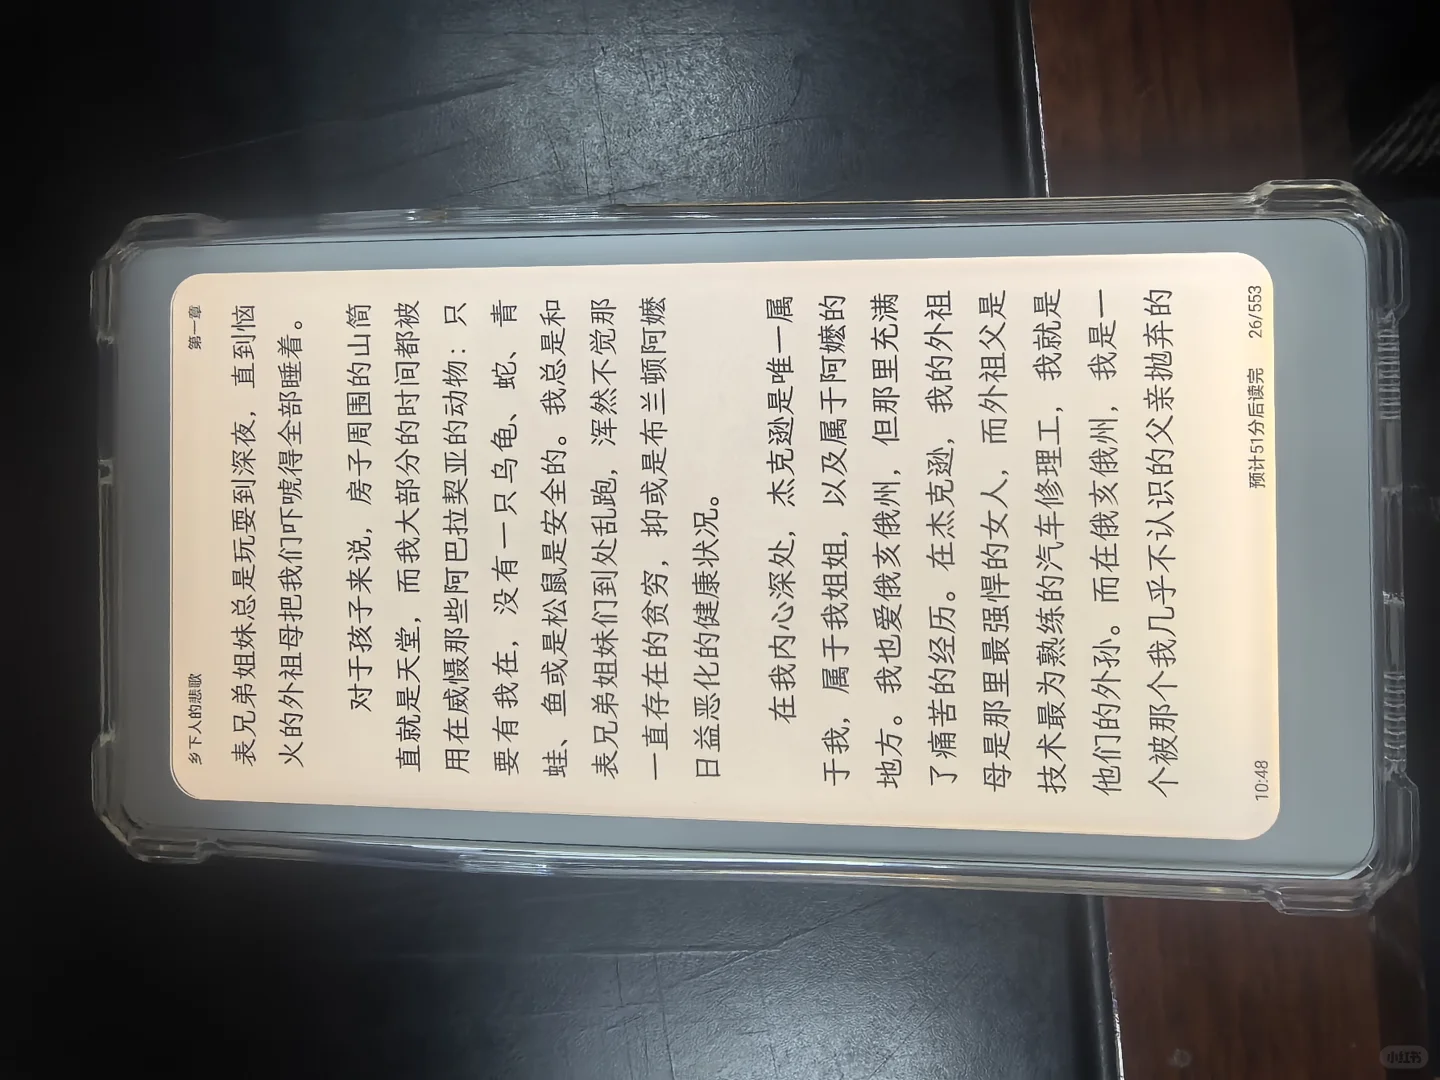 乡下人的悲歌 第一章
表兄弟姐妹总是玩耍到深夜，直到恼
火的外祖母把我们吓唬得全部睡着。
对于孩子来说，房子周围的山简
直就是天堂，而我大部分的时间都被
用在威慑那些阿巴拉契亚的动物：只
要有我在，没有一只乌龟、蛇、青
蛙、鱼或是松鼠是安全的。我总是和
表兄弟姐妹们到处乱跑，浑然不觉那
一直存在的贫穷，抑或是布兰顿阿嬷
日益恶化的健康状况。
在我内心深处，杰克逊是唯一属
于我，属于我姐姐，以及属于阿嬷的
地方。我也爱俄亥俄州，但那里充满
了痛苦的经历。在杰克逊，我的外祖
母是那里最强悍的女人，而外祖父是
技术最为熟练的汽车修理工，我就是
他们的外孙。而在俄亥俄州，我是一
个被那个我几乎不认识的父亲抛弃的
10:48 预计51分后读完 26/553
小红书